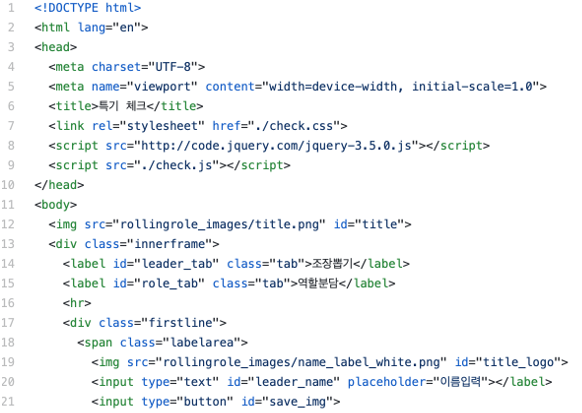 1 <!DOCTYPE html>
2 <html lang="en">
3 <head>
4 <meta charset="UTF-8">
5 <meta name="viewport" content="width=device-width, initial-scale=1.0">
6 <title>특기 체크</title>
7 <link rel="stylesheet" href="./check.css">
8 <script src="http://code.jquery.com/jquery-3.5.0.js"></script>
9 <script src="./check.js"></script>
10 </head>
11 <body>
12 <img src="rollingrole_images/title.png" id="title">
13 <div class="innerframe">
14 <label id="leader_tab" class="tab">조장뽑기</label>
15 <label id="role_tab" class="tab">역할분담</label>
16 <hr>
17 <div class="firstline">
18 <span class="labelarea">
19 <img src="rollingrole_images/name_label_white.png" id="title_logo">
20 <input type="text" id="leader_name" placeholder="이름입력"></label>
21 <input type="button" id="save_img">